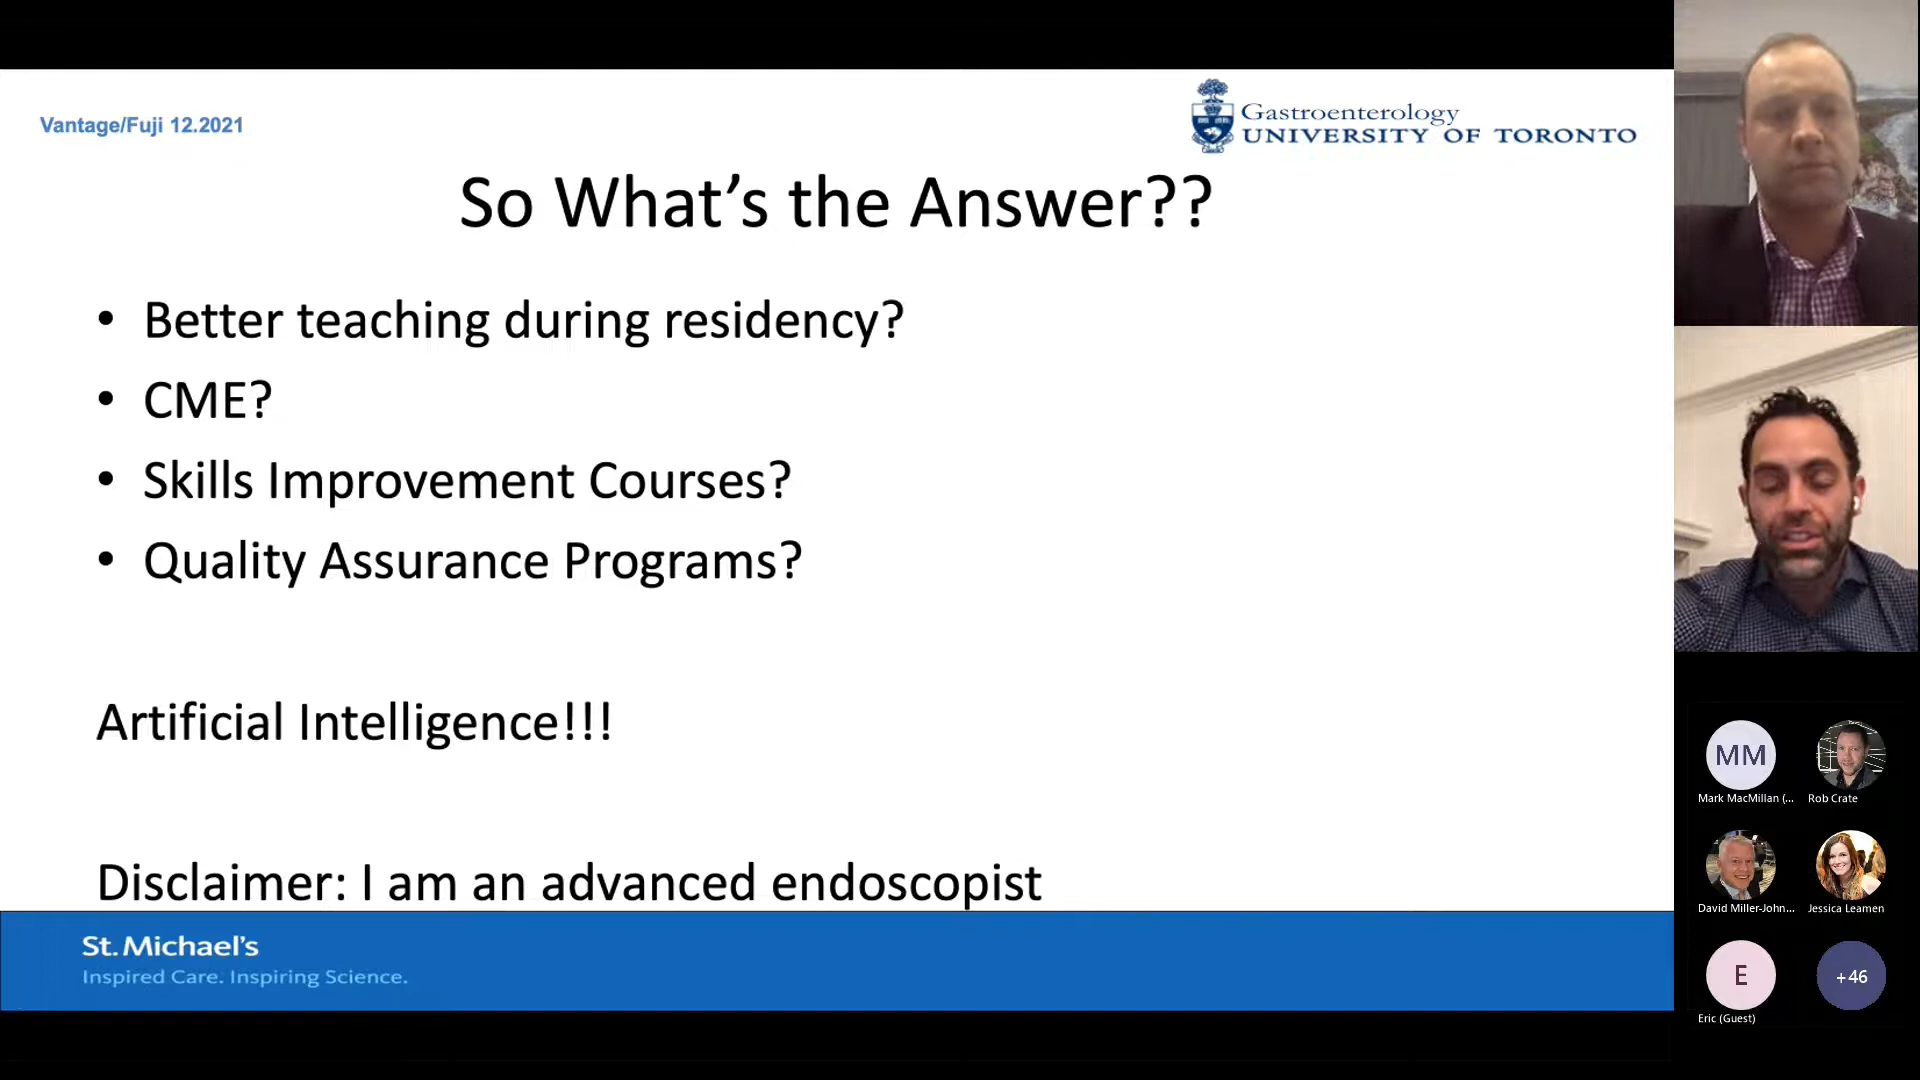 Vantage/Fuji 12.2021
Gastroenterology
UNIVERSITY OF TORONTO
So What's the Answer??
• Better teaching during residency?
• CME?
• Skills Improvement Courses?
• Quality Assurance Programs?
Artificial Intelligence!!!
Disclaimer: I am an advanced endoscopist
St. Michael's
Inspired Care. Inspiring Science.
MM
Mark MacMillan (...
Rob Crate
David Miller-John...
Jessica Leamen
E
Eric (Guest)
+46